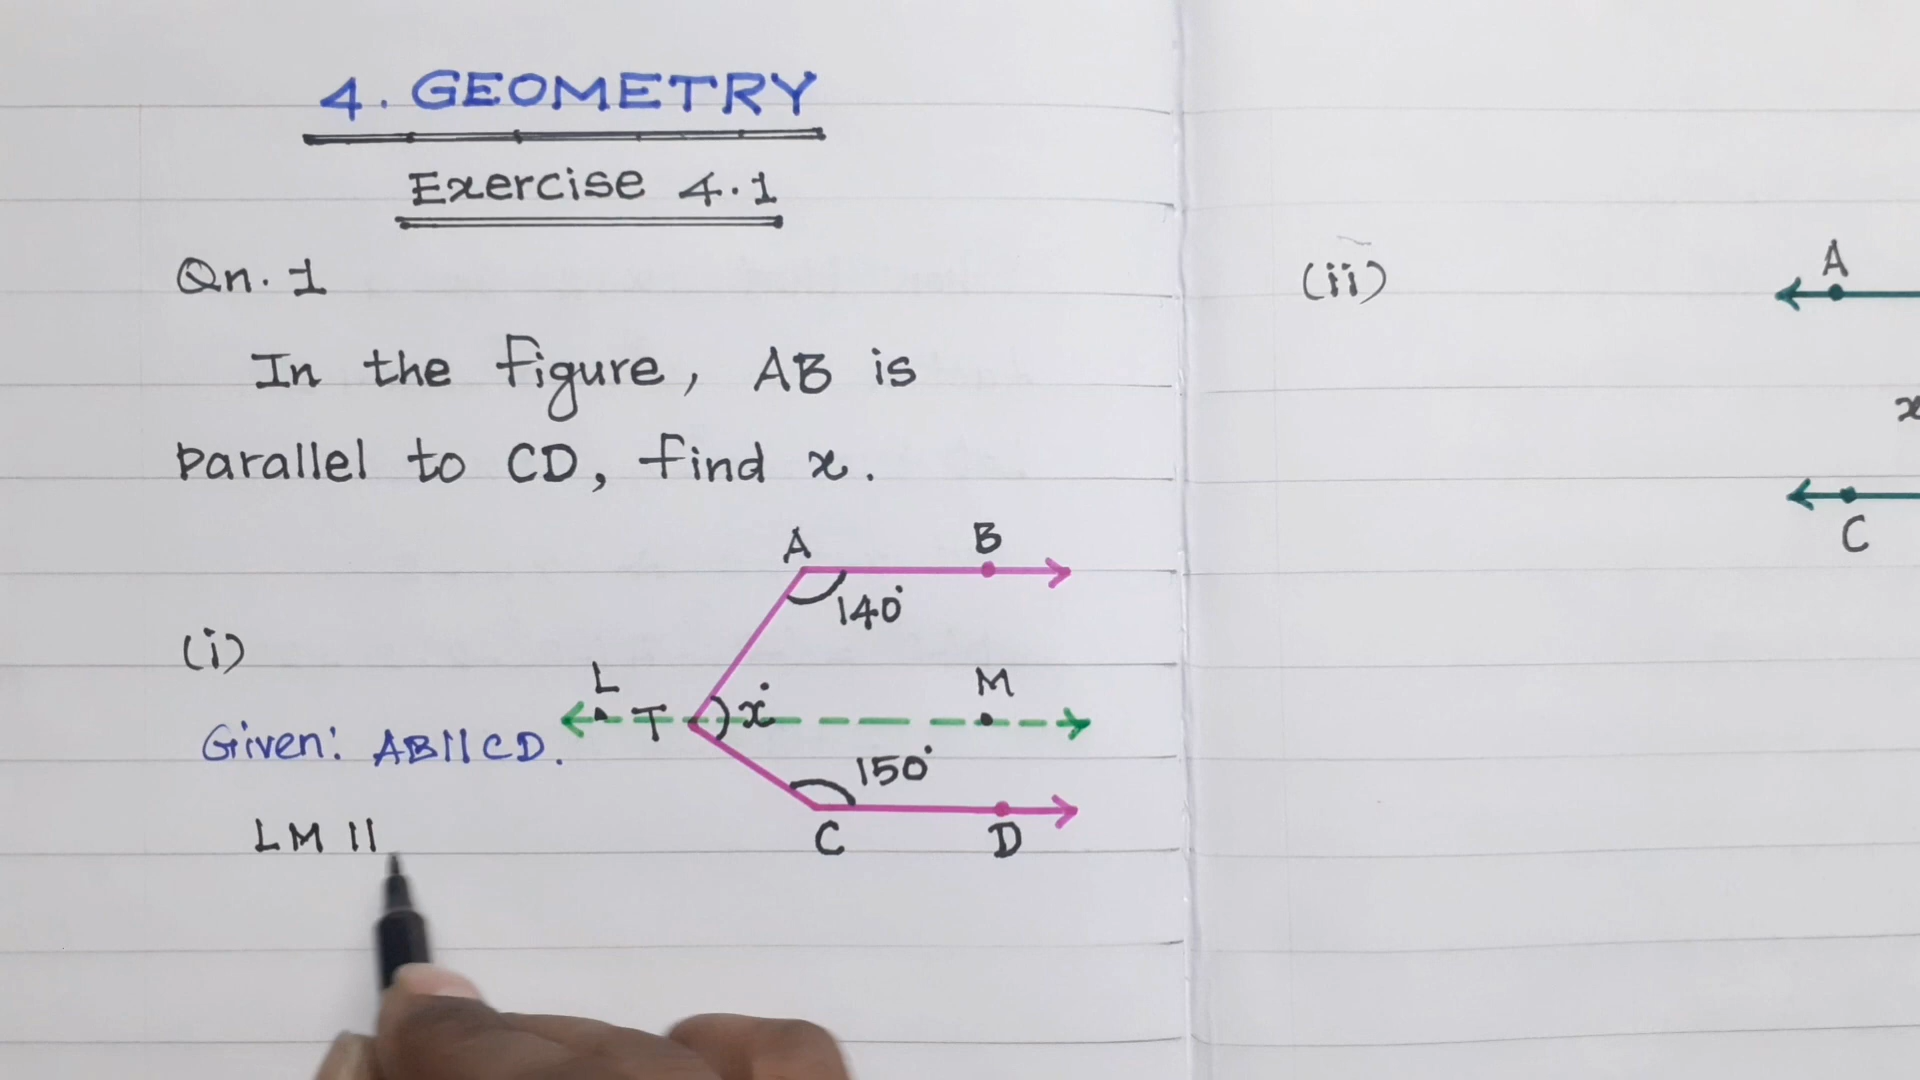 4. GEOMETRY
Exercise 4.1
Qn. 1
In the figure, AB is
parallel to CD, find x.
A B
140°
(i)
L T x° M
Given: AB||CD.
150°
LM ||
C D
(ii)
A
x
C